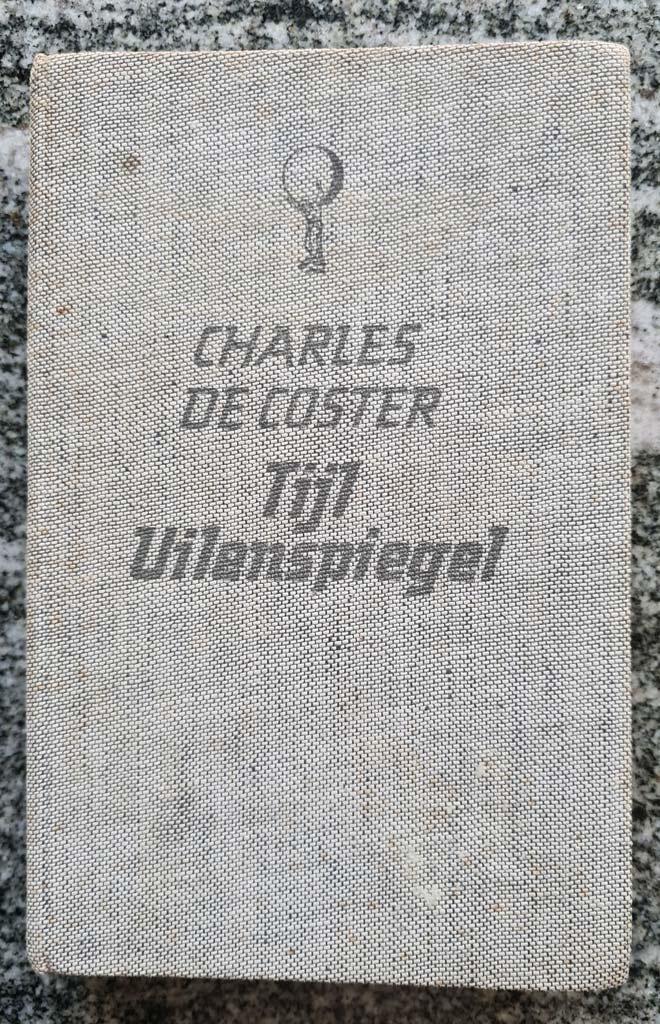 CHARLES
DE COSTER
Tijl
Uilenspiegel